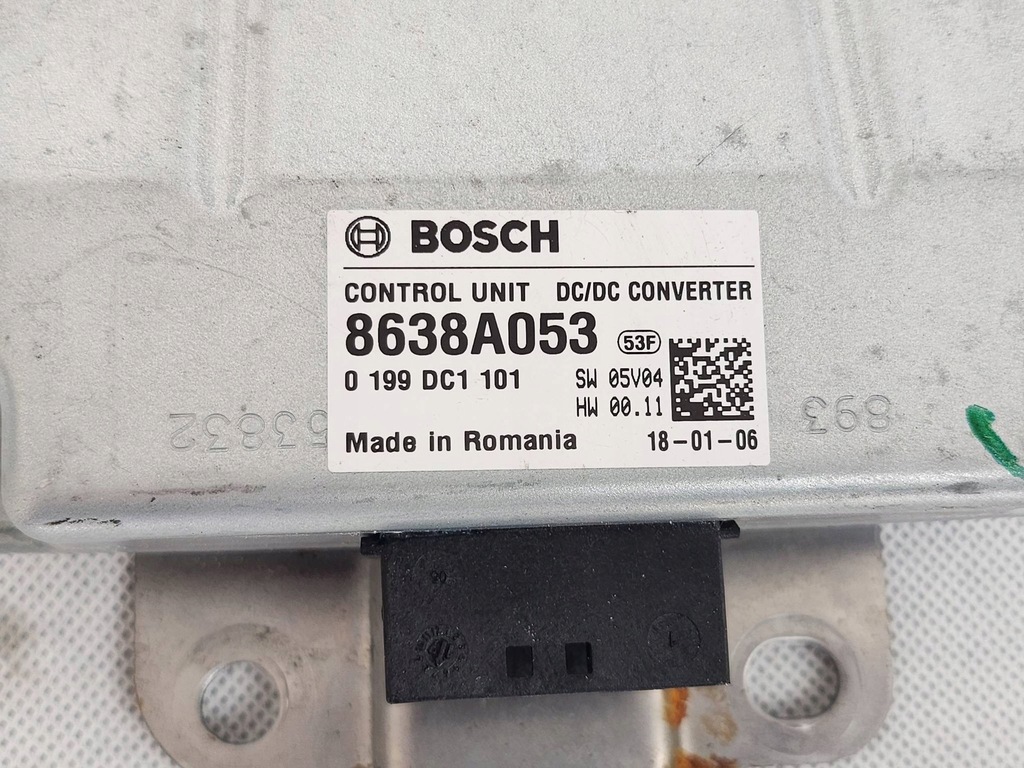 BOSCH
CONTROL UNIT DC/DC CONVERTER
8638A053 53F
0 199 DC1 101 SW 05V04
HW 00.11
Made in Romania 18-01-06